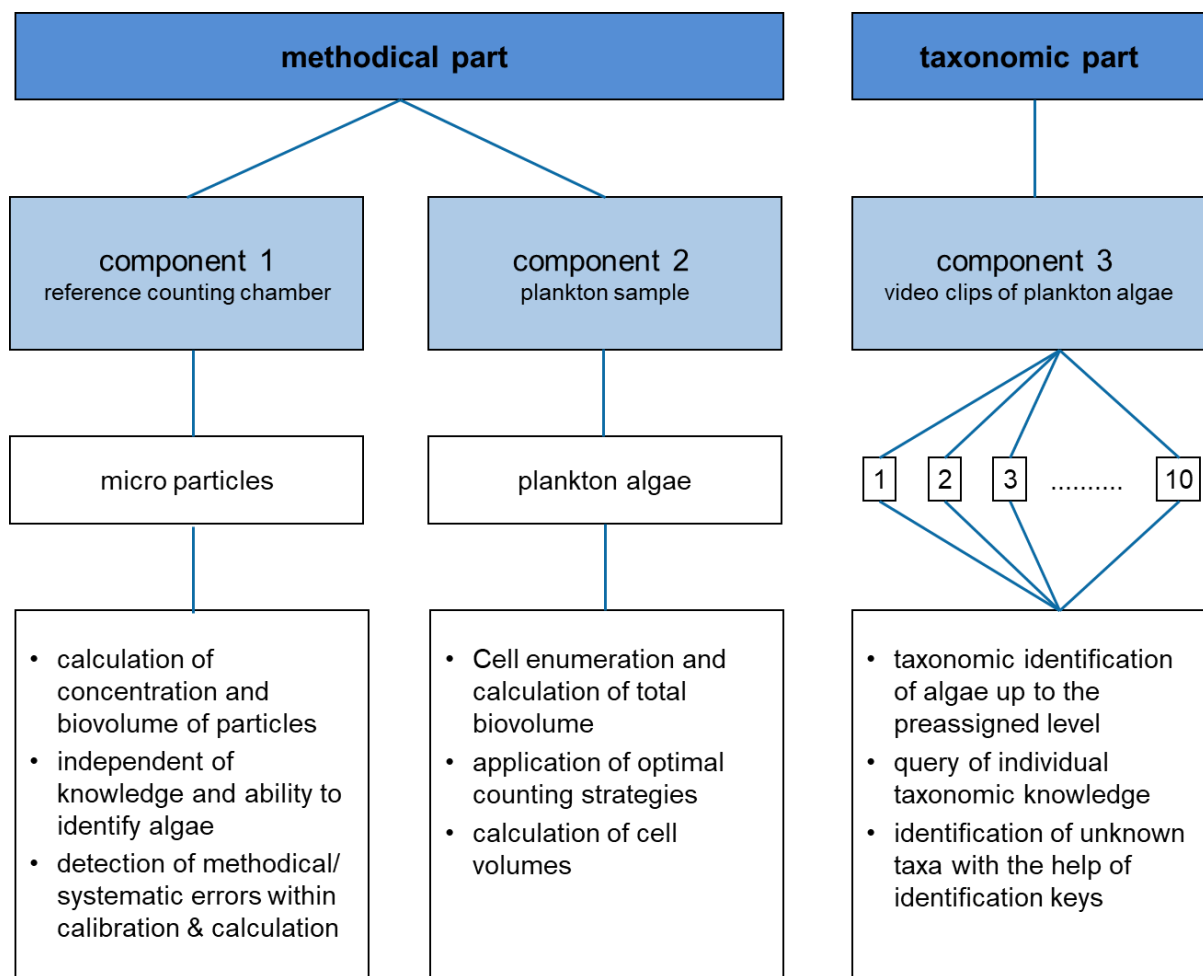 methodical part
taxonomic part
component 1
reference counting chamber
component 2
plankton sample
component 3
video clips of plankton algae
micro particles
plankton algae
1
2
3
..........
10
• calculation of
concentration and
biovolume of particles
• independent of
knowledge and ability to
identify algae
• detection of methodical/
systematic errors within
calibration & calculation
• Cell enumeration and
calculation of total
biovolume
• application of optimal
counting strategies
• calculation of cell
volumes
• taxonomic identification
of algae up to the
preassigned level
• query of individual
taxonomic knowledge
• identification of unknown
taxa with the help of
identification keys